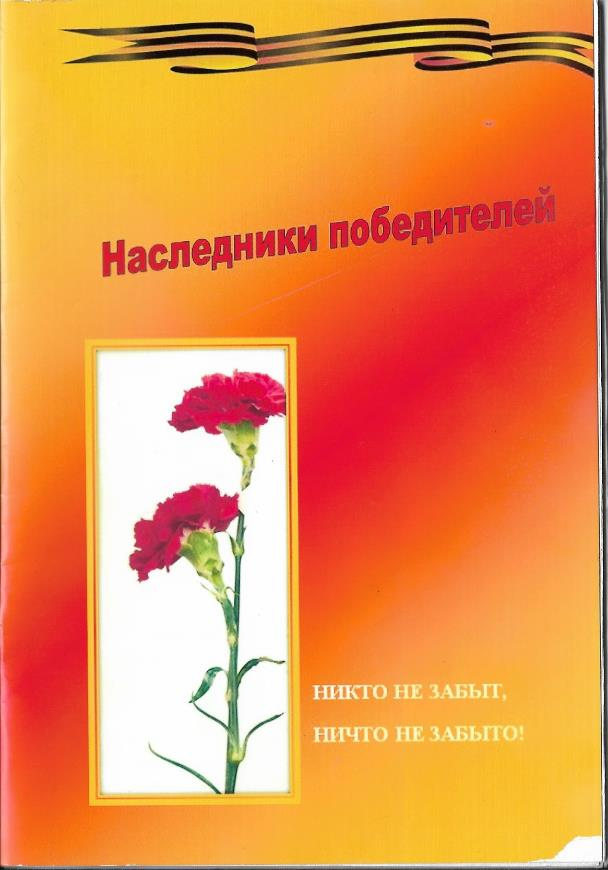 Наследники победителей
НИКТО НЕ ЗАБЫТ,
НИЧТО НЕ ЗАБЫТО!